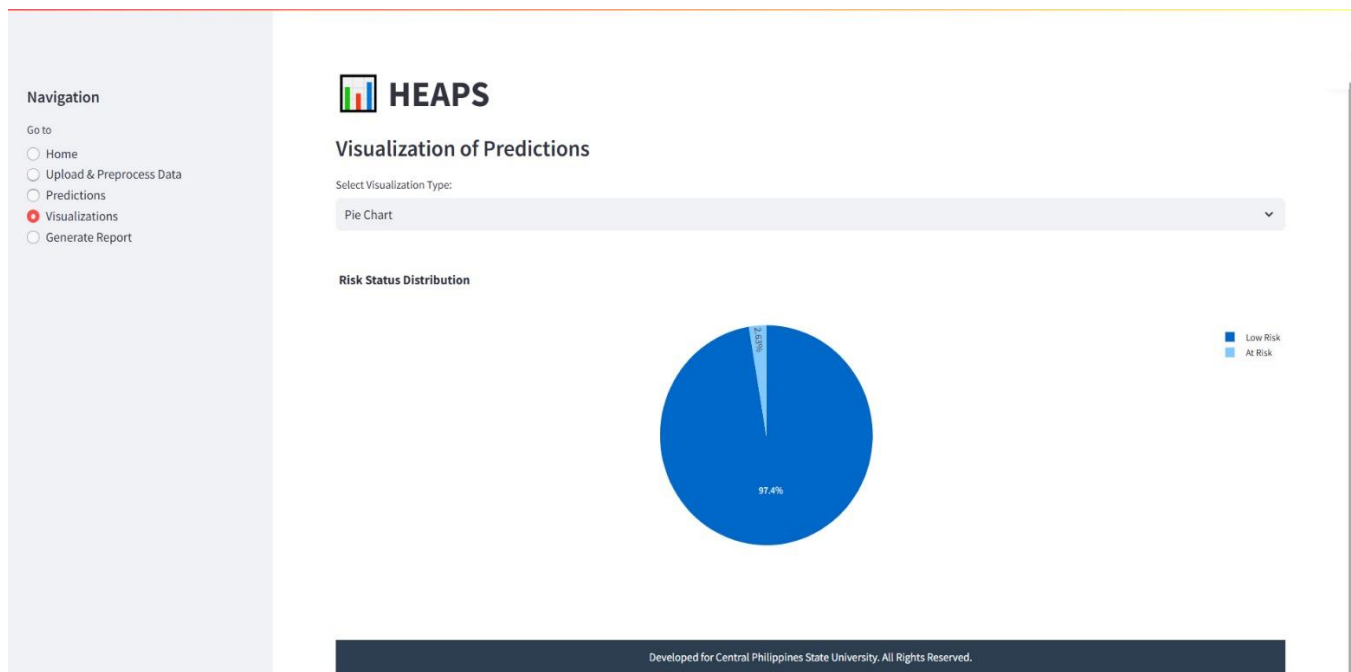 Navigation
Go to
Home
Upload & Preprocess Data
Predictions
Visualizations
Generate Report
HEAPS
Visualization of Predictions
Select Visualization Type:
Pie Chart
Risk Status Distribution
2.63%
97.4%
Low Risk
At Risk
Developed for Central Philippines State University. All Rights Reserved.